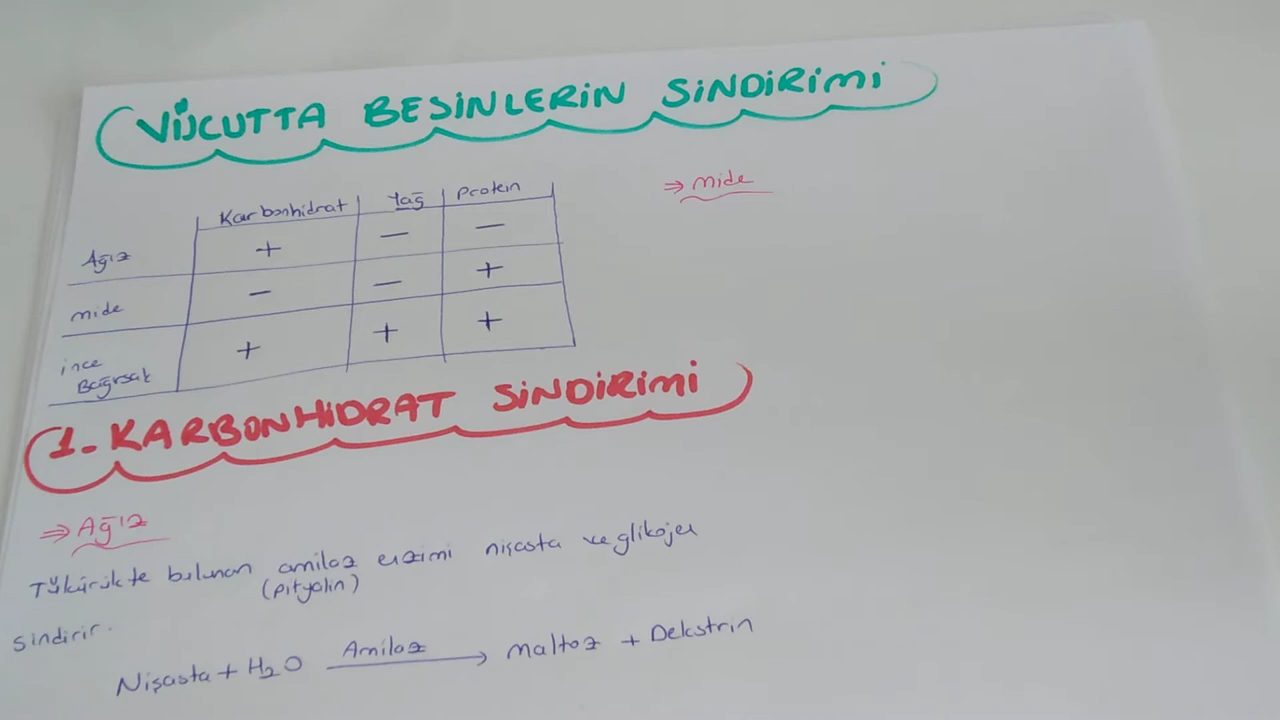 VÜCUTTA BESİNLERİN SİNDİRİMİ
Karbonhidrat Yağ Protein
Ağız + — —
mide — — +
ince Bağırsak + + +
⇒ mide
1. KARBONHİDRAT SİNDİRİMİ
⇒ Ağız
Tükürükte bulunan amilaz enzimi nişasta ve glikojen
(pityalin)
sindirir.
Nişasta + H₂O Amilaz → maltoz + Dekstrin